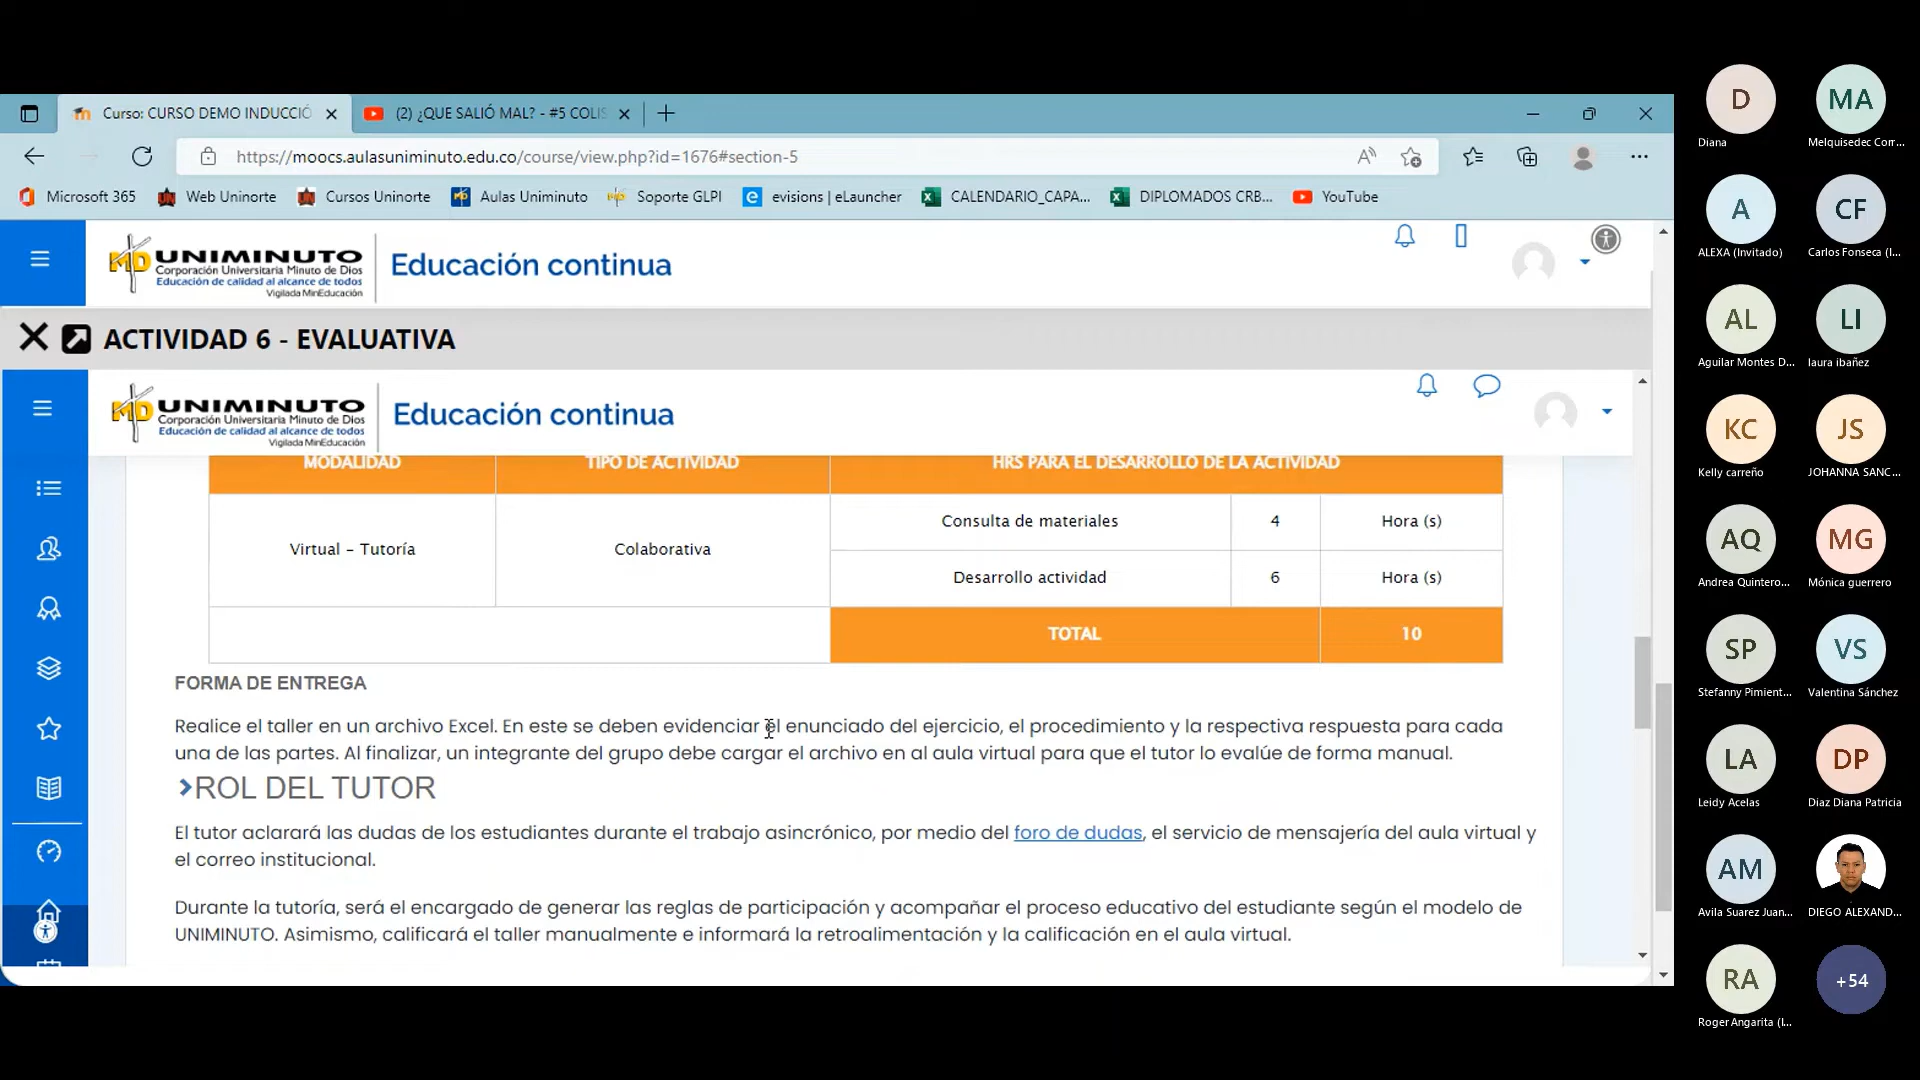 Curso: CURSO DEMO INDUCCIÓ
(2) ¿QUE SALIÓ MAL? - #5 COLIS
https://moocs.aulasuniminuto.edu.co/course/view.php?id=1676#section-5
Microsoft 365
Web Uninorte
Cursos Uninorte
Aulas Uniminuto
Soporte GLPI
evisions | eLauncher
CALENDARIO_CAPA...
DIPLOMADOS CRB...
YouTube
UNIMINUTO
Corporación Universitaria Minuto de Dios
Educación de calidad al alcance de todos
Vigilada MinEducación
Educación continua
ACTIVIDAD 6 - EVALUATIVA
UNIMINUTO
Corporación Universitaria Minuto de Dios
Educación de calidad al alcance de todos
Vigilada MinEducación
Educación continua
MODALIDAD
TIPO DE ACTIVIDAD
HRS PARA EL DESARROLLO DE LA ACTIVIDAD
Virtual – Tutoría
Colaborativa
Consulta de materiales
4
Hora (s)
Desarrollo actividad
6
Hora (s)
TOTAL
10
FORMA DE ENTREGA
Realice el taller en un archivo Excel. En este se deben evidenciar el enunciado del ejercicio, el procedimiento y la respectiva respuesta para cada
una de las partes. Al finalizar, un integrante del grupo debe cargar el archivo en al aula virtual para que el tutor lo evalúe de forma manual.
ROL DEL TUTOR
El tutor aclarará las dudas de los estudiantes durante el trabajo asincrónico, por medio del foro de dudas, el servicio de mensajería del aula virtual y
el correo institucional.
Durante la tutoría, será el encargado de generar las reglas de participación y acompañar el proceso educativo del estudiante según el modelo de
UNIMINUTO. Asimismo, calificará el taller manualmente e informará la retroalimentación y la calificación en el aula virtual.
D
Diana
MA
Melquisedec Corr...
A
ALEXA (Invitado)
CF
Carlos Fonseca (I...
AL
Aguilar Montes D...
LI
laura ibañez
KC
Kelly carreño
JS
JOHANNA SANC...
AQ
Andrea Quintero...
MG
Mónica guerrero
SP
Stefanny Pimient...
VS
Valentina Sánchez
LA
Leidy Acelas
DP
Diaz Diana Patricia
AM
Avila Suarez Juan...
DIEGO ALEXAND...
RA
Roger Angarita (I...
+54